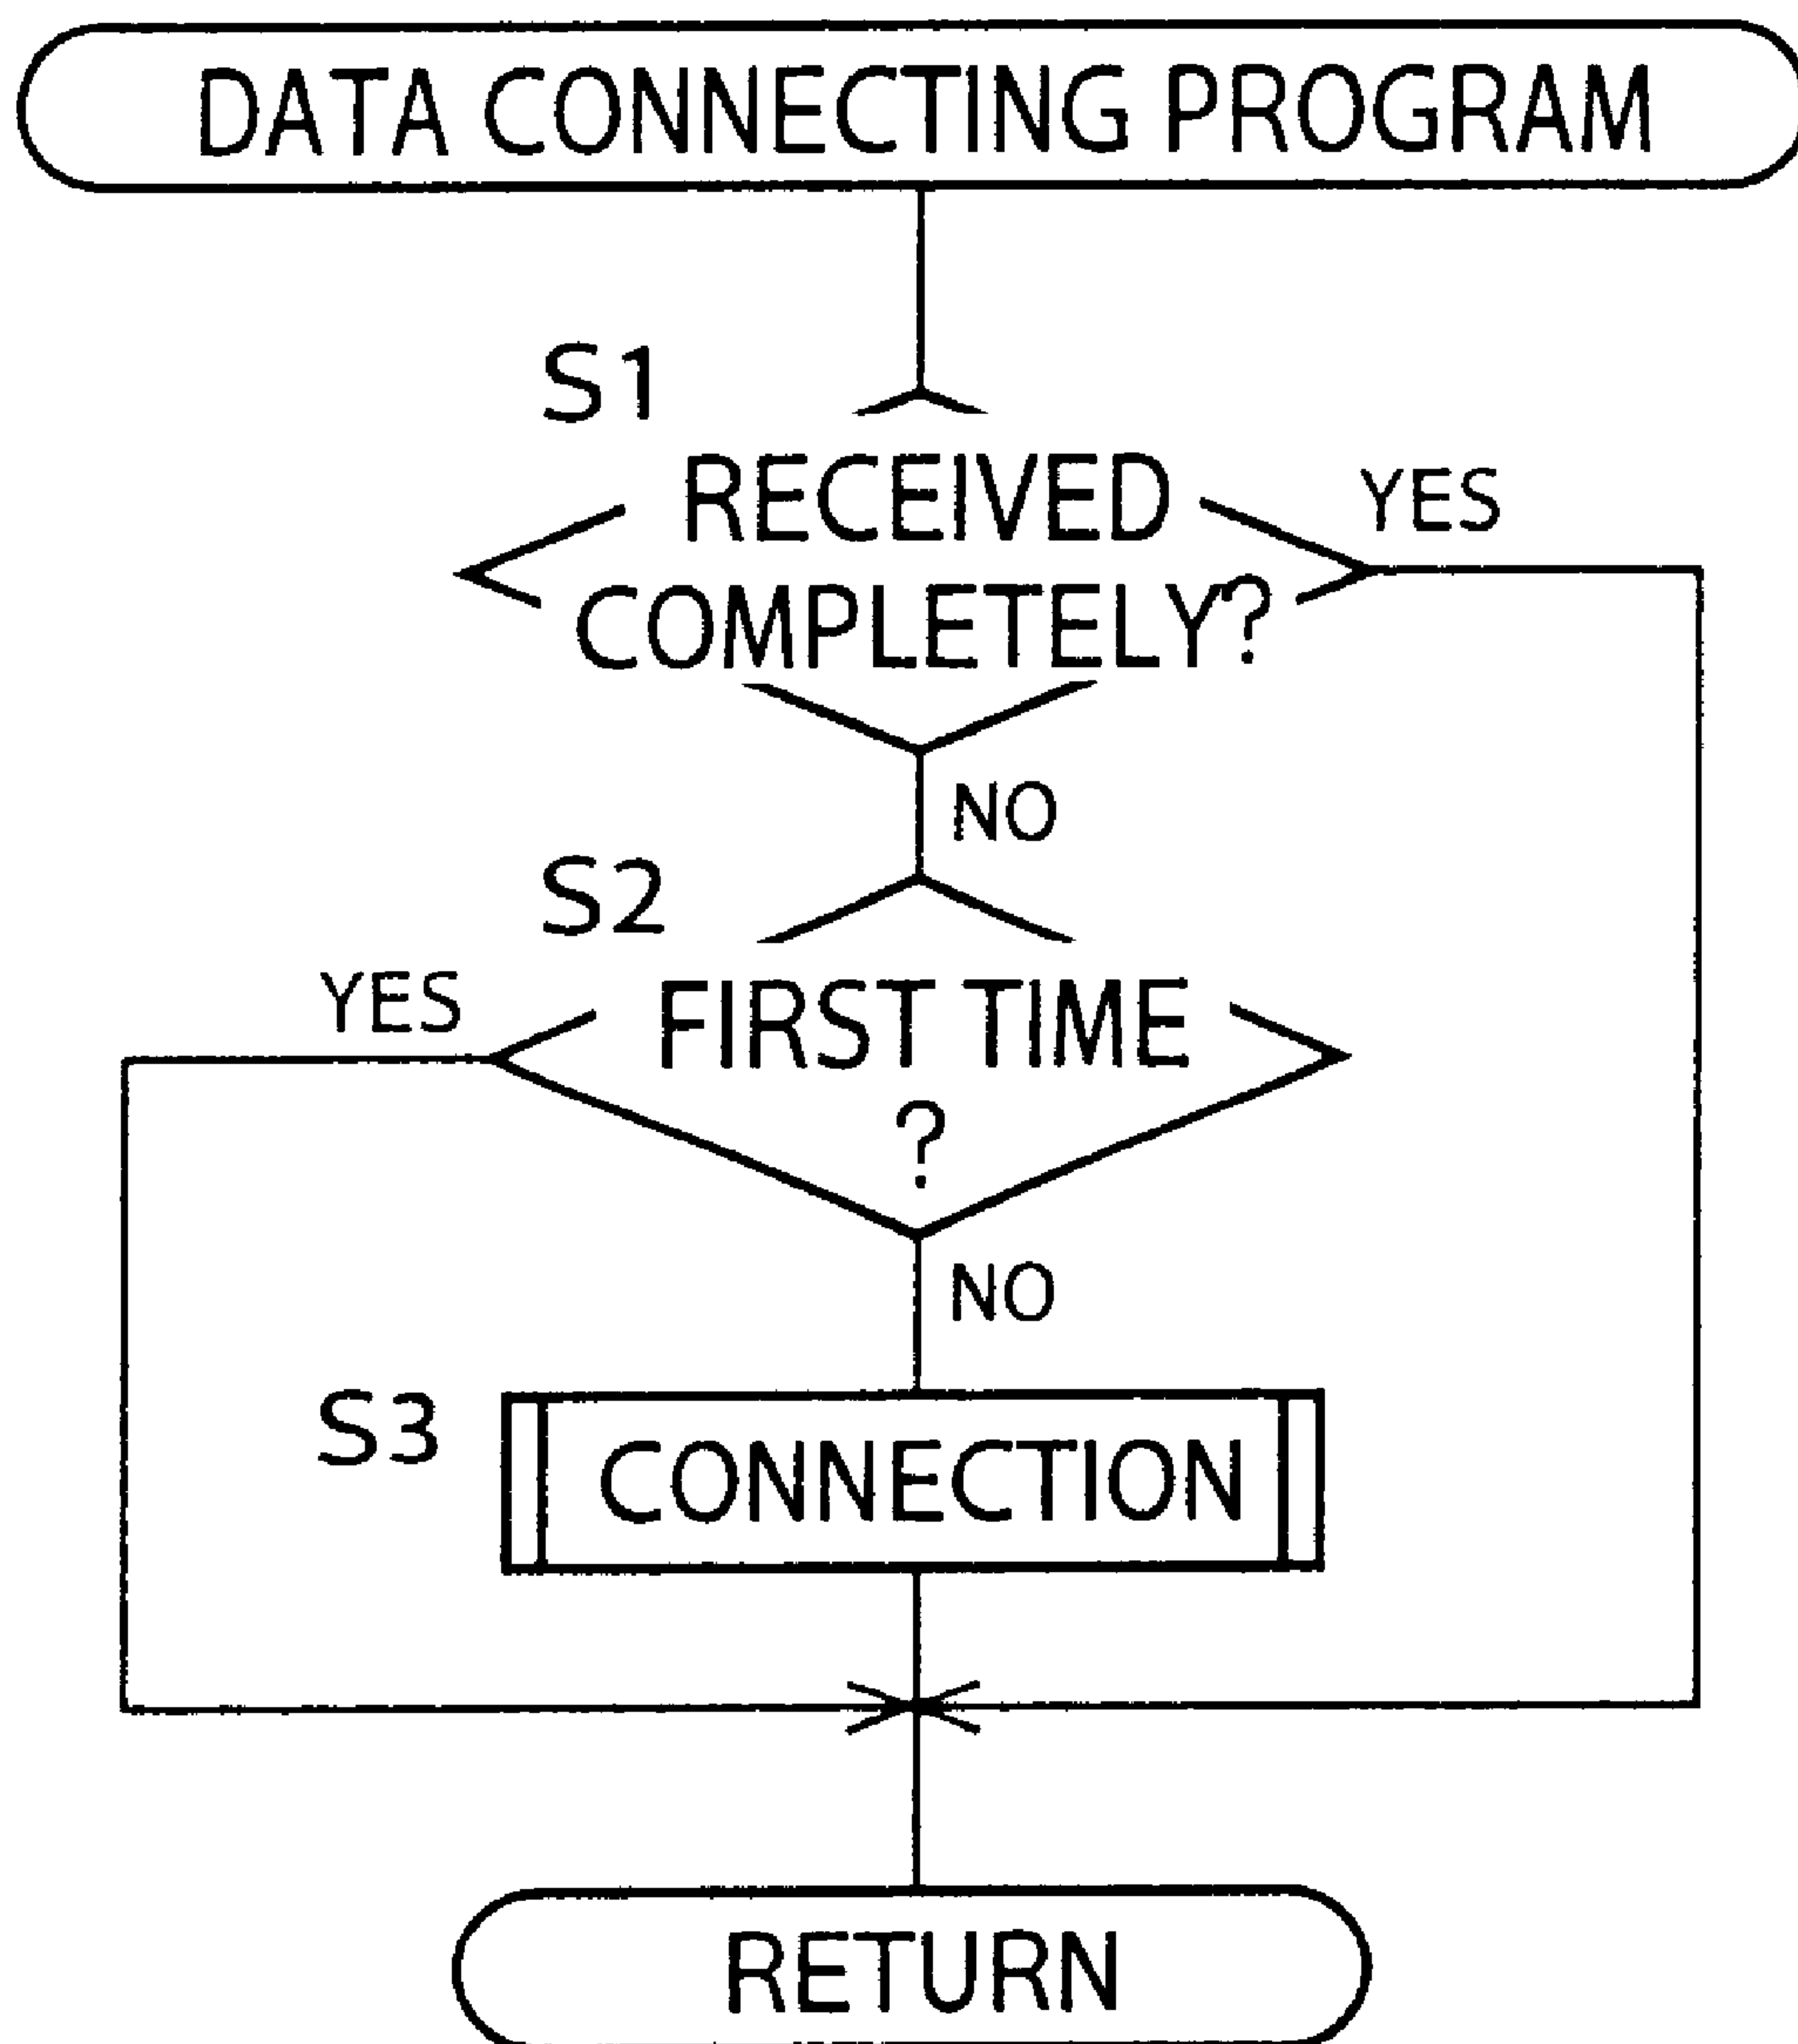 DATA CONNECTING PROGRAM
S1
RECEIVED
COMPLETELY?
YES
NO
S2
YES
FIRST TIME
?
NO
S3
CONNECTION
RETURN